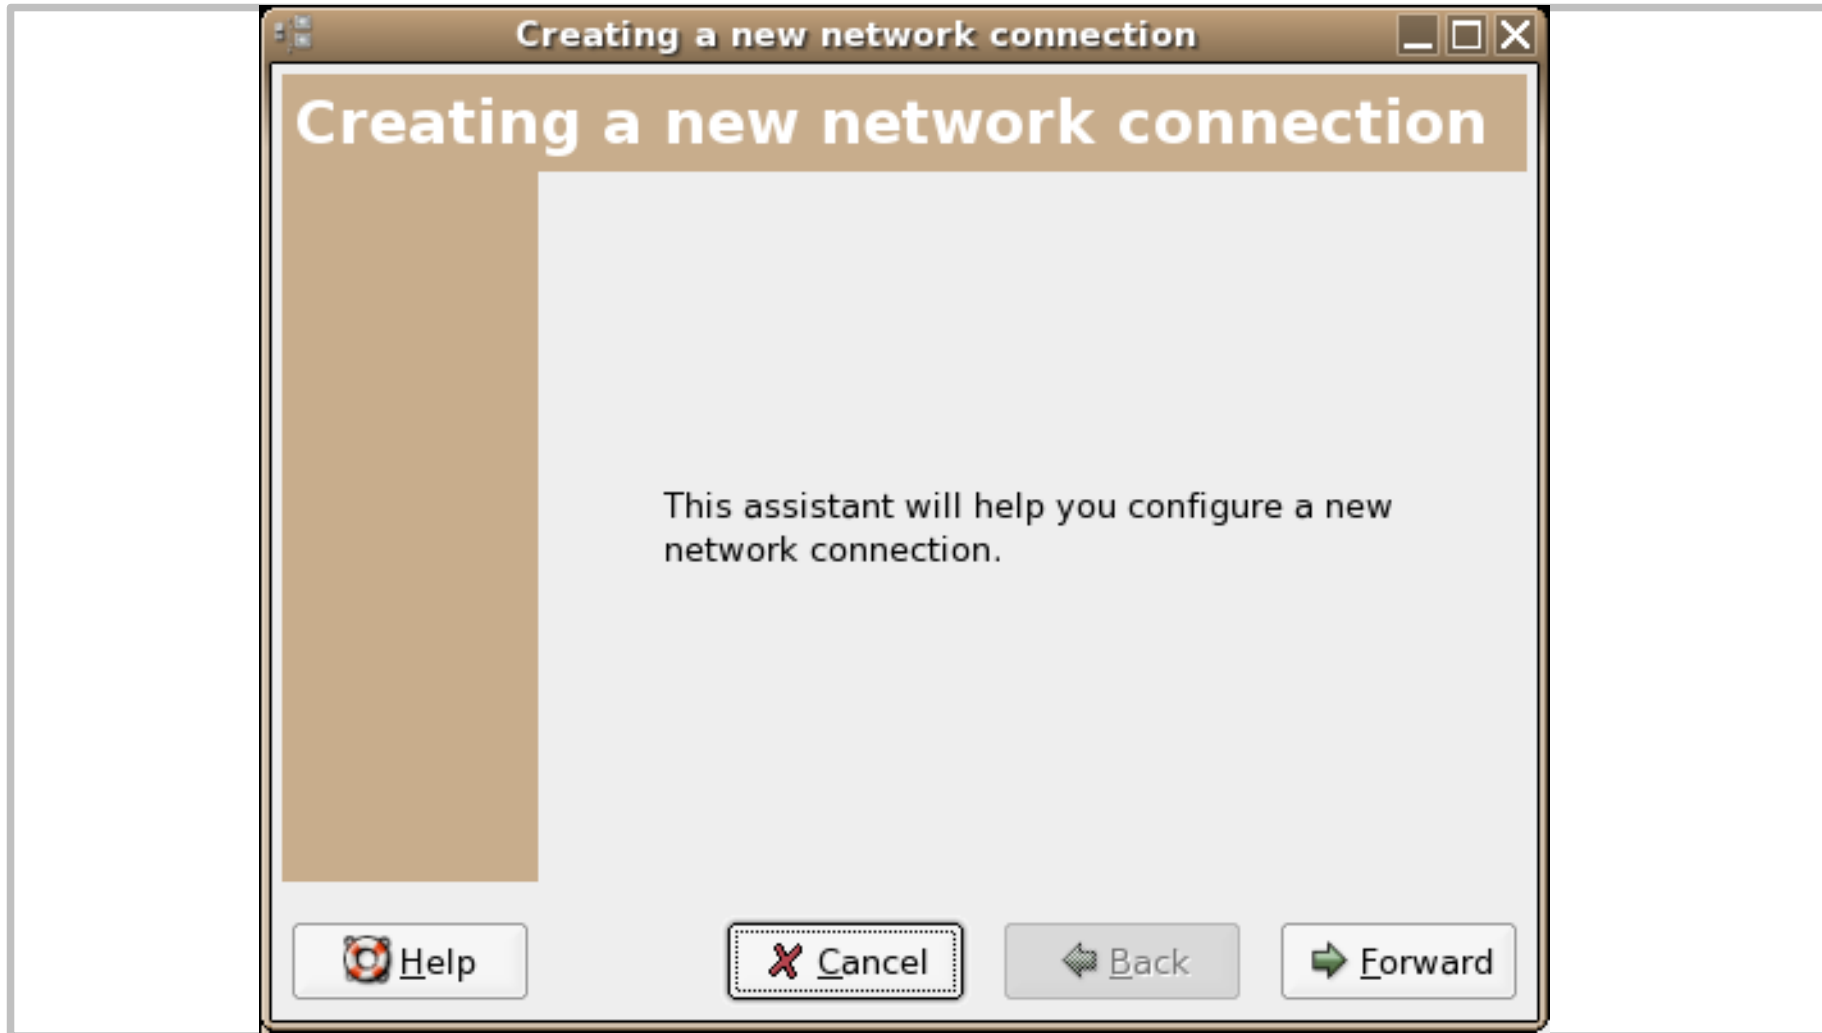 Creating a new network connection
Creating a new network connection
This assistant will help you configure a new
network connection.
Help
Cancel
Back
Forward